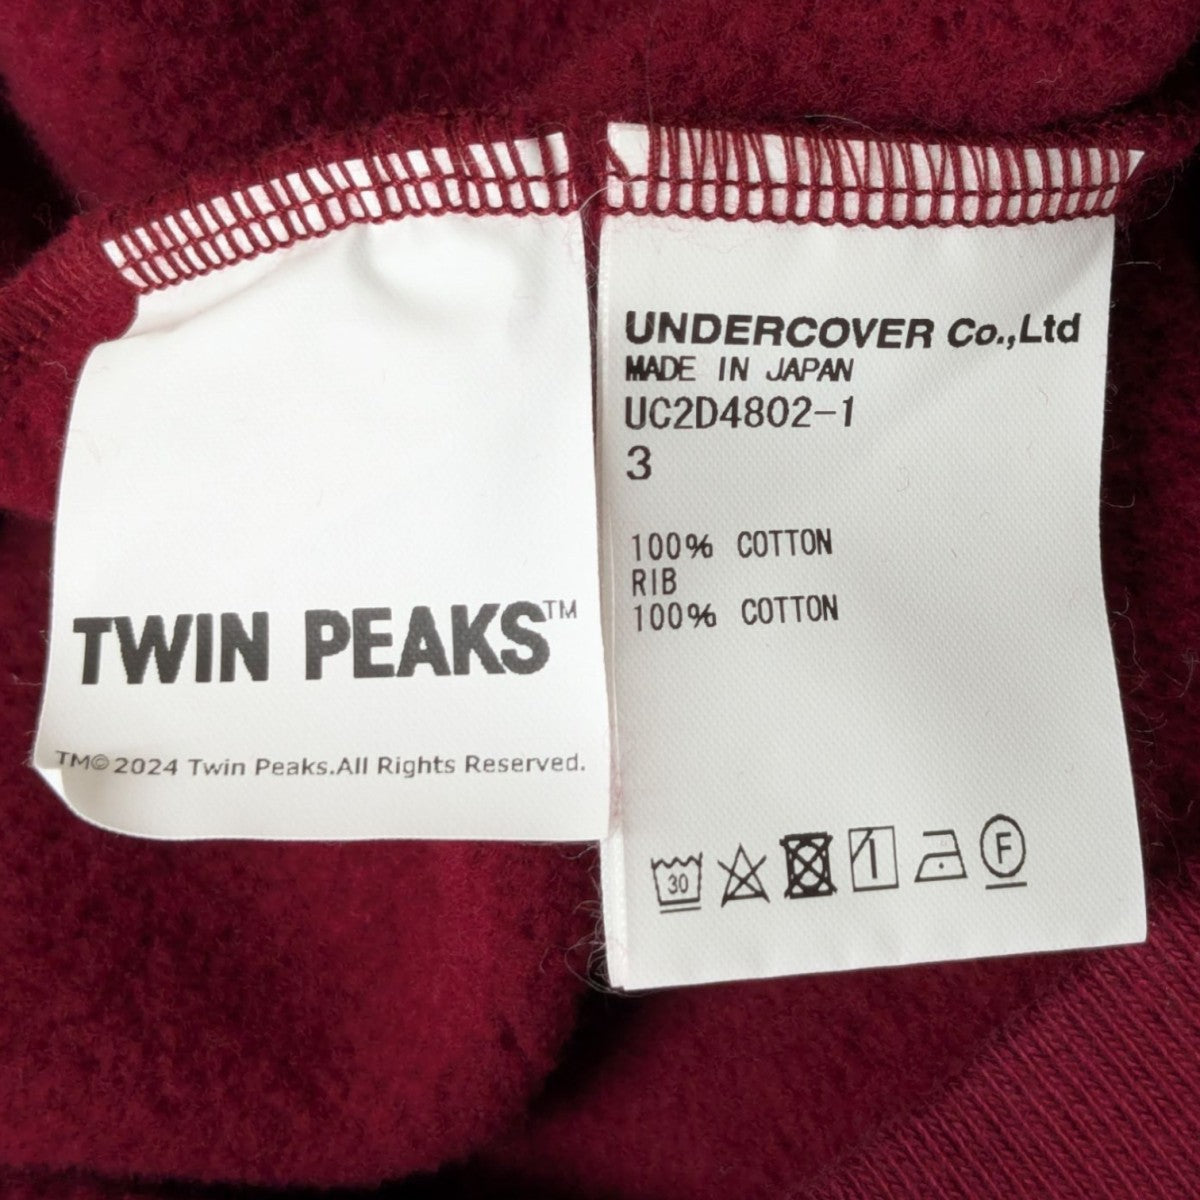 TWIN PEAKS™
™©2024 Twin Peaks.All Rights Reserved.
UNDERCOVER Co.,Ltd
MADE IN JAPAN
UC2D4802-1
3
100% COTTON
RIB
100% COTTON
30
F